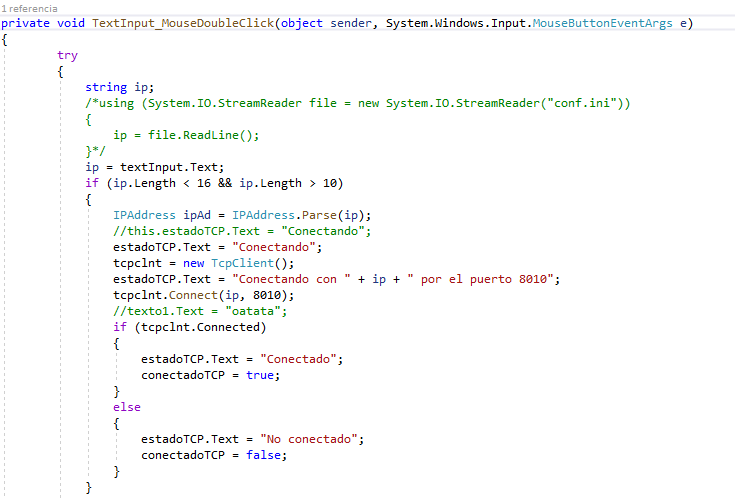 1 referencia
private void TextInput_MouseDoubleClick(object sender, System.Windows.Input.MouseButtonEventArgs e)
{
try
{
string ip;
/*using (System.IO.StreamReader file = new System.IO.StreamReader("conf.ini"))
{
ip = file.ReadLine();
}*/
ip = textInput.Text;
if (ip.Length < 16 && ip.Length > 10)
{
IPAddress ipAd = IPAddress.Parse(ip);
//this.estadoTCP.Text = "Conectando";
estadoTCP.Text = "Conectando";
tcpclnt = new TcpClient();
estadoTCP.Text = "Conectando con " + ip + " por el puerto 8010";
tcpclnt.Connect(ip, 8010);
//texto1.Text = "oatata";
if (tcpclnt.Connected)
{
estadoTCP.Text = "Conectado";
conectadoTCP = true;
}
else
{
estadoTCP.Text = "No conectado";
conectadoTCP = false;
}
}